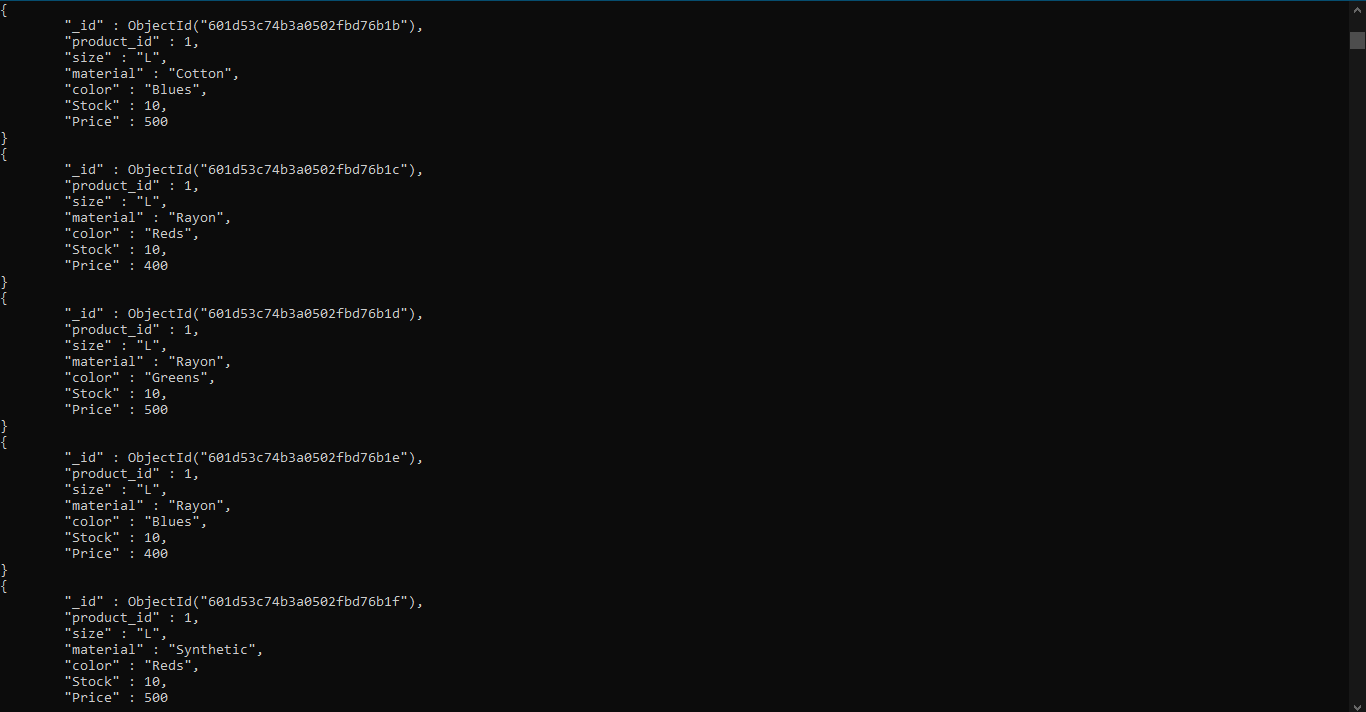 {
"_id" : ObjectId("601d53c74b3a0502fbd76b1b"),
"product_id" : 1,
"size" : "L",
"material" : "Cotton",
"color" : "Blues",
"Stock" : 10,
"Price" : 500
}
{
"_id" : ObjectId("601d53c74b3a0502fbd76b1c"),
"product_id" : 1,
"size" : "L",
"material" : "Rayon",
"color" : "Reds",
"Stock" : 10,
"Price" : 400
}
{
"_id" : ObjectId("601d53c74b3a0502fbd76b1d"),
"product_id" : 1,
"size" : "L",
"material" : "Rayon",
"color" : "Greens",
"Stock" : 10,
"Price" : 500
}
{
"_id" : ObjectId("601d53c74b3a0502fbd76b1e"),
"product_id" : 1,
"size" : "L",
"material" : "Rayon",
"color" : "Blues",
"Stock" : 10,
"Price" : 400
}
{
"_id" : ObjectId("601d53c74b3a0502fbd76b1f"),
"product_id" : 1,
"size" : "L",
"material" : "Synthetic",
"color" : "Reds",
"Stock" : 10,
"Price" : 500